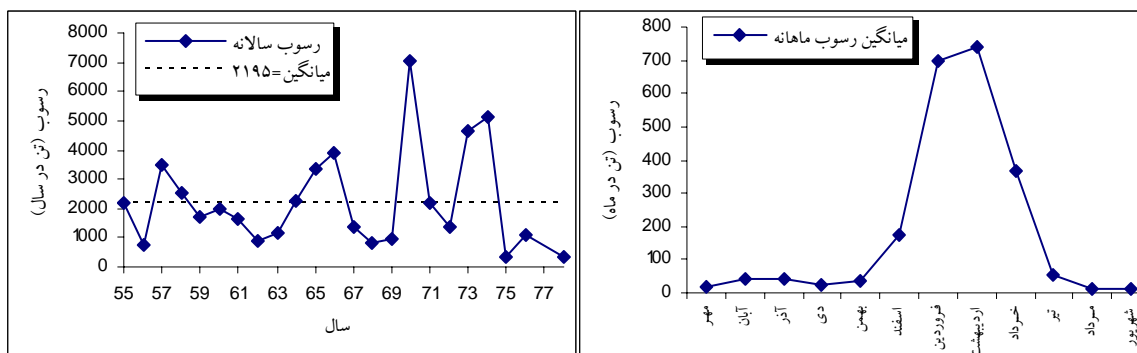 8000
7000
6000
5000
4000
3000
2000
1000
0
رسوب (تن در سال)
رسوب سالانه
میانگین=۲۱۹۵
55 57 59 61 63 65 67 69 71 73 75 77
سال
800
700
600
500
400
300
200
100
0
رسوب (تن در ماه)
میانگین رسوب ماهانه
مهر
آبان
آذر
دی
بهمن
اسفند
فروردین
اردیبهشت
خرداد
تیر
مرداد
شهریور